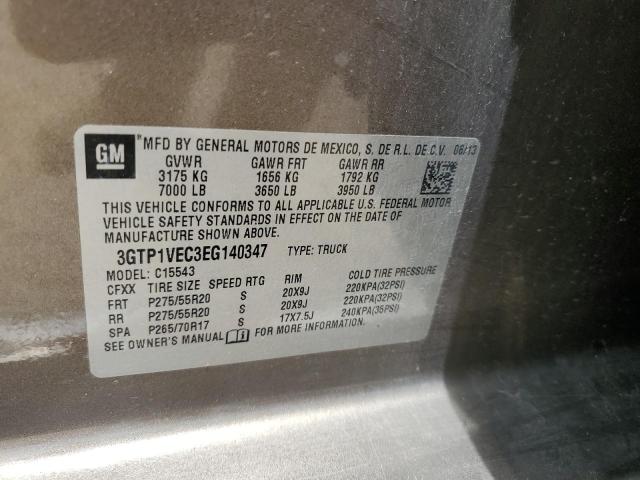 GM
*MFD BY GENERAL MOTORS DE MEXICO, S. DE R.L. DE C.V. 06/13
GVWR GAWR FRT GAWR RR
3175 KG 1656 KG 1792 KG
7000 LB 3650 LB 3950 LB
THIS VEHICLE CONFORMS TO ALL APPLICABLE U.S. FEDERAL MOTOR
VEHICLE SAFETY STANDARDS IN EFFECT ON THE DATE OF
MANUFACTURE SHOWN ABOVE.
3GTP1VEC3EG140347 TYPE: TRUCK
MODEL: C15543
CFXX TIRE SIZE SPEED RTG RIM COLD TIRE PRESSURE
FRT P275/55R20 S 20X9J 220KPA(32PSI)
RR P275/55R20 S 20X9J 220KPA(32PSI)
SPA P265/70R17 S 17X7.5J 240KPA(35PSI)
SEE OWNER'S MANUAL FOR MORE INFORMATION.